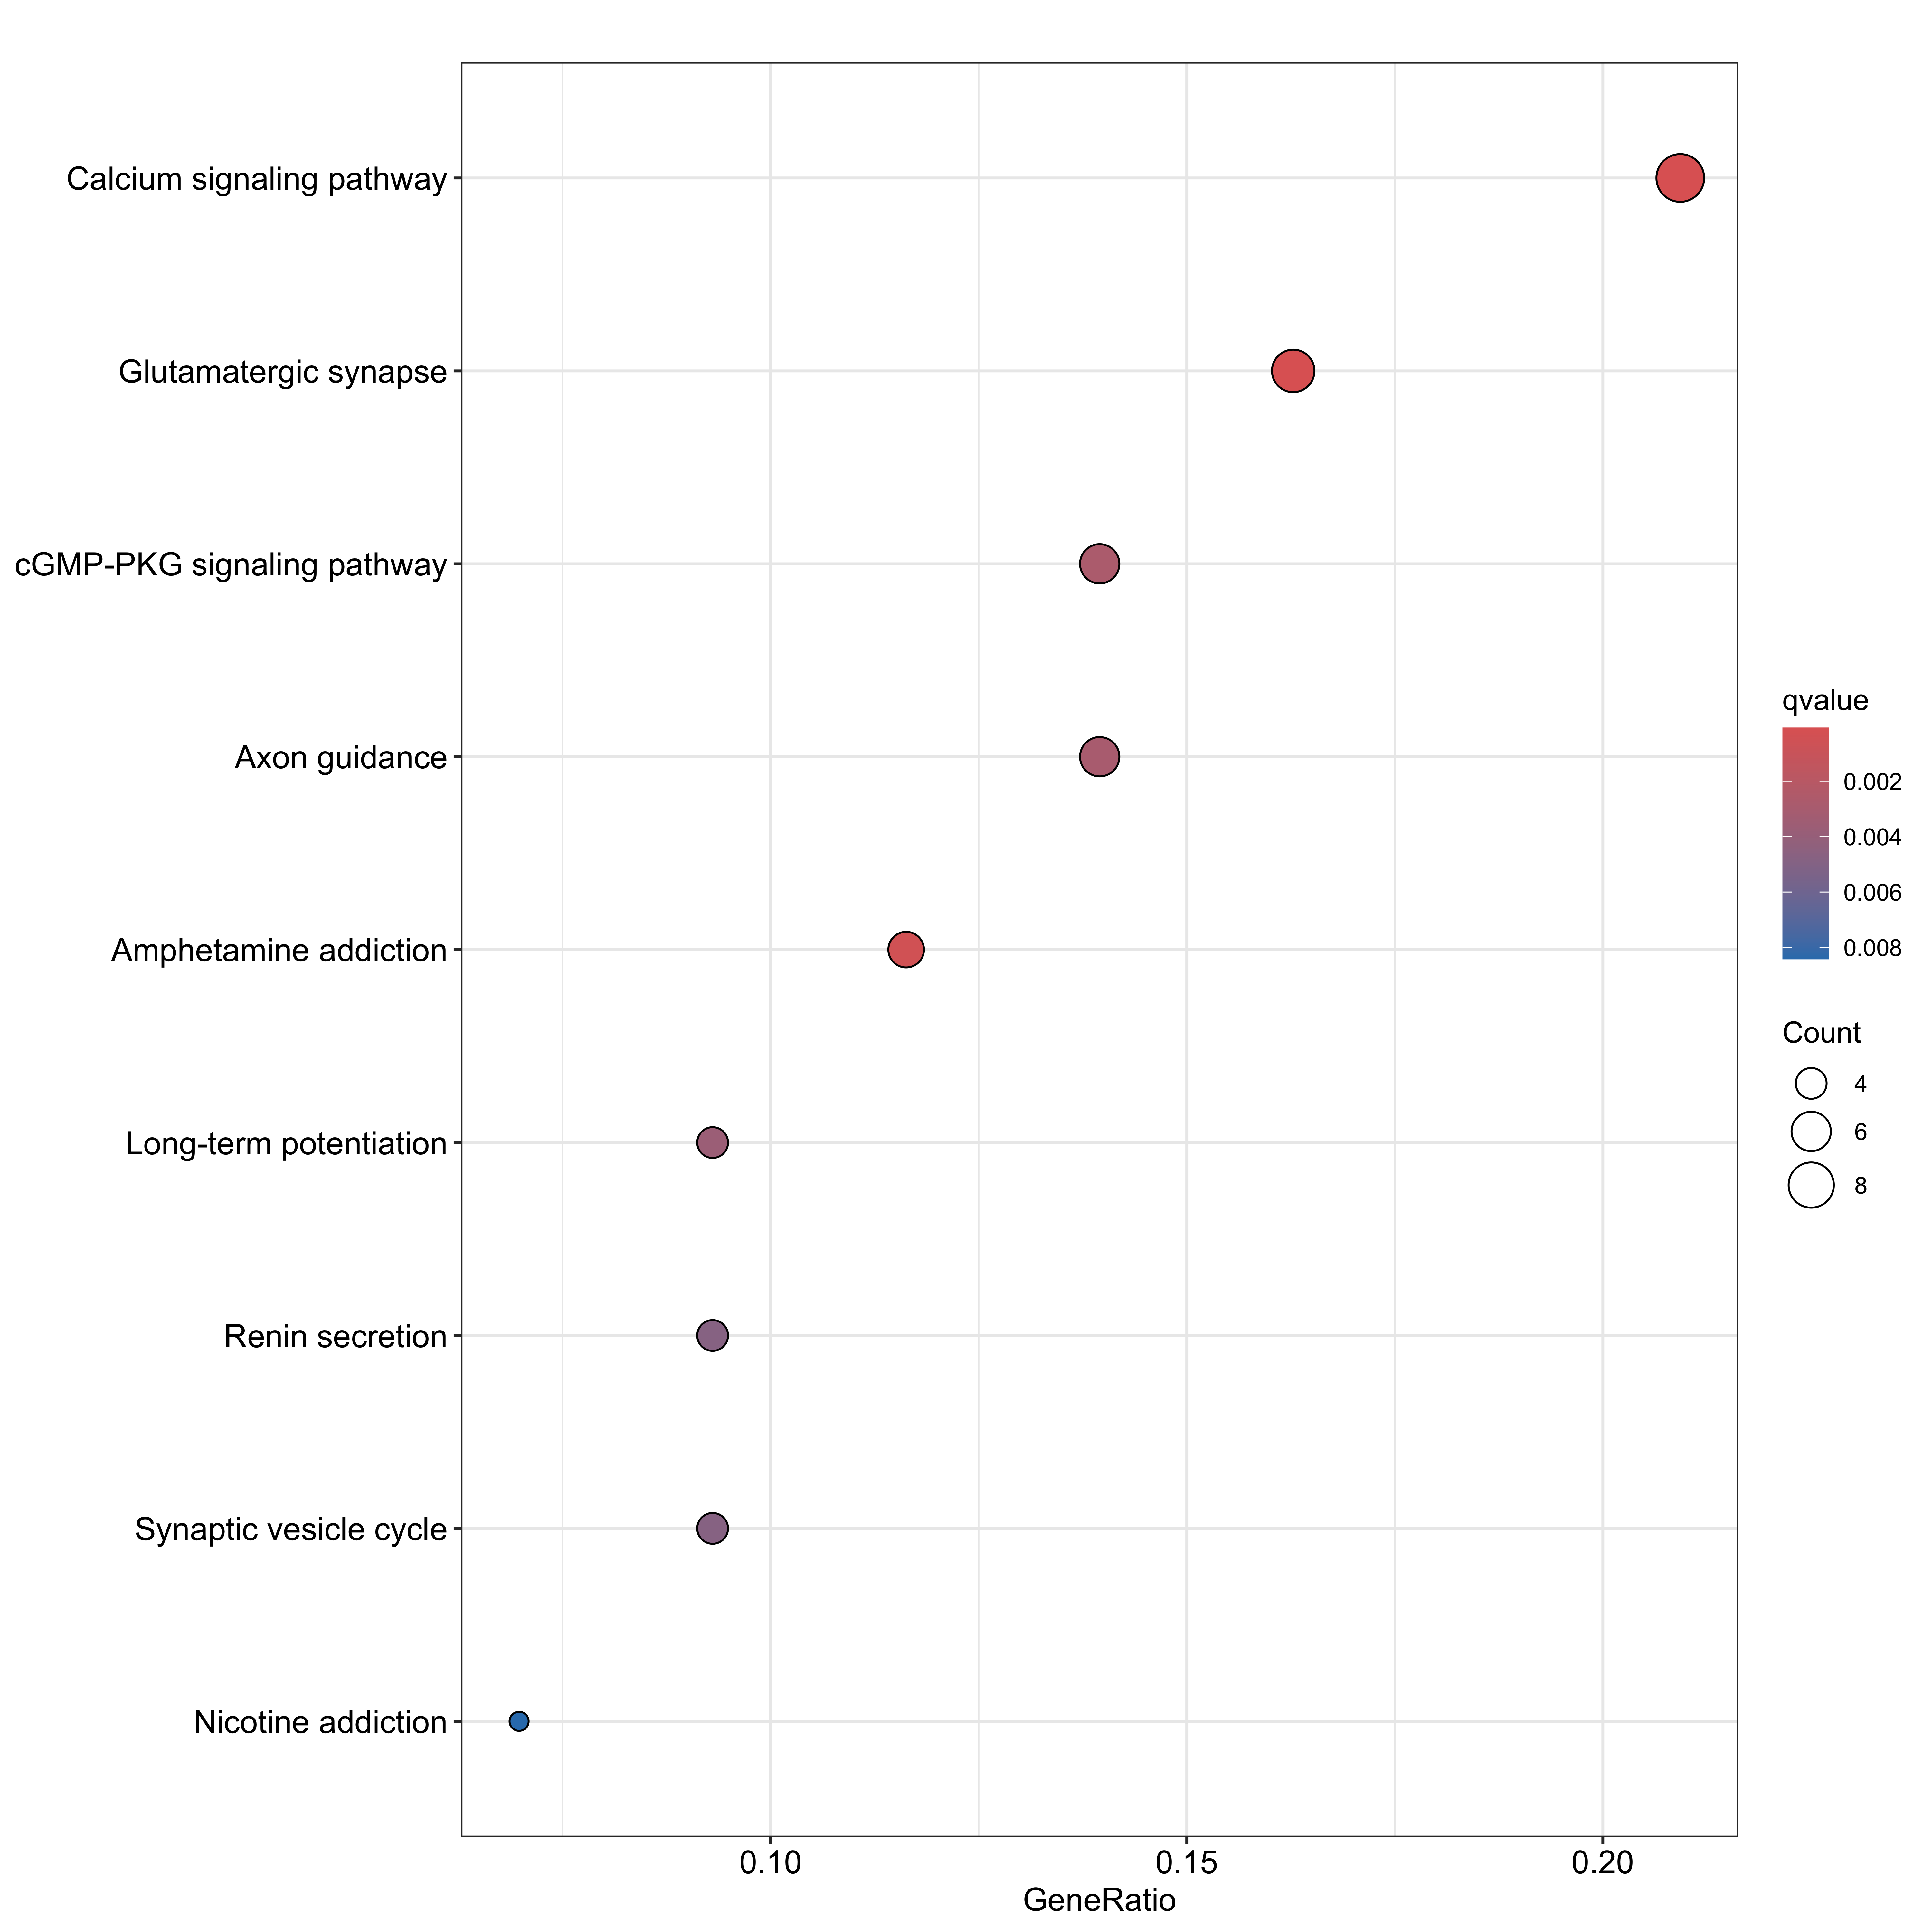 Calcium signaling pathway
Glutamatergic synapse
cGMP-PKG signaling pathway
Axon guidance
Amphetamine addiction
Long-term potentiation
Renin secretion
Synaptic vesicle cycle
Nicotine addiction
0.10 0.15 0.20
GeneRatio
qvalue
0.002
0.004
0.006
0.008
Count
4
6
8